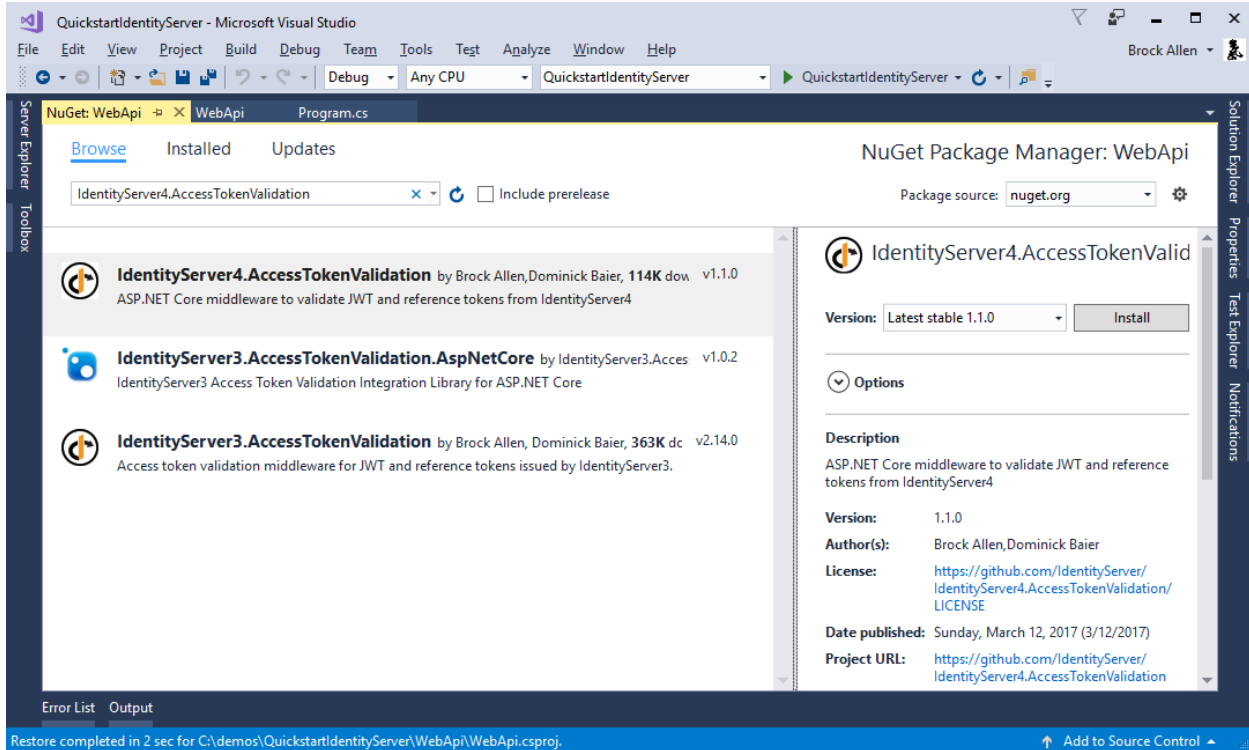 QuickstartIdentityServer - Microsoft Visual Studio
File Edit View Project Build Debug Team Tools Test Analyze Window Help
Brock Allen
Debug Any CPU QuickstartIdentityServer QuickstartIdentityServer
Server Explorer
Toolbox
NuGet: WebApi WebApi Program.cs
Browse Installed Updates
NuGet Package Manager: WebApi
IdentityServer4.AccessTokenValidation Include prerelease
Package source: nuget.org
IdentityServer4.AccessTokenValidation by Brock Allen,Dominick Baier, 114K dow v1.1.0
ASP.NET Core middleware to validate JWT and reference tokens from IdentityServer4
IdentityServer3.AccessTokenValidation.AspNetCore by IdentityServer3.Acces v1.0.2
IdentityServer3 Access Token Validation Integration Library for ASP.NET Core
IdentityServer3.AccessTokenValidation by Brock Allen, Dominick Baier, 363K dc v2.14.0
Access token validation middleware for JWT and reference tokens issued by IdentityServer3.
IdentityServer4.AccessTokenValid
Version: Latest stable 1.1.0 Install
Options
Description
ASP.NET Core middleware to validate JWT and reference
tokens from IdentityServer4
Version: 1.1.0
Author(s): Brock Allen,Dominick Baier
License: https://github.com/IdentityServer/
IdentityServer4.AccessTokenValidation/
LICENSE
Date published: Sunday, March 12, 2017 (3/12/2017)
Project URL: https://github.com/IdentityServer/
IdentityServer4.AccessTokenValidation
Solution Explorer
Properties
Test Explorer
Notifications
Error List Output
Restore completed in 2 sec for C:\demos\QuickstartIdentityServer\WebApi\WebApi.csproj.
Add to Source Control